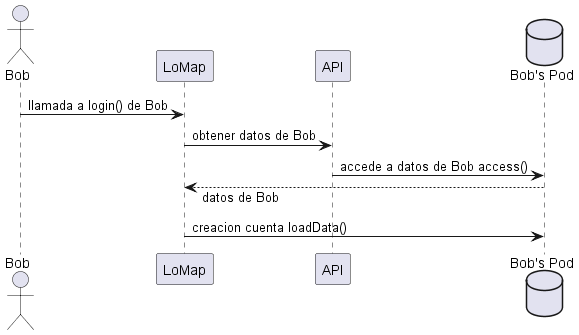 Bob
LoMap
API
Bob's Pod
llamada a login() de Bob
obtener datos de Bob
accede a datos de Bob access()
datos de Bob
creacion cuenta loadData()
Bob
LoMap
API
Bob's Pod